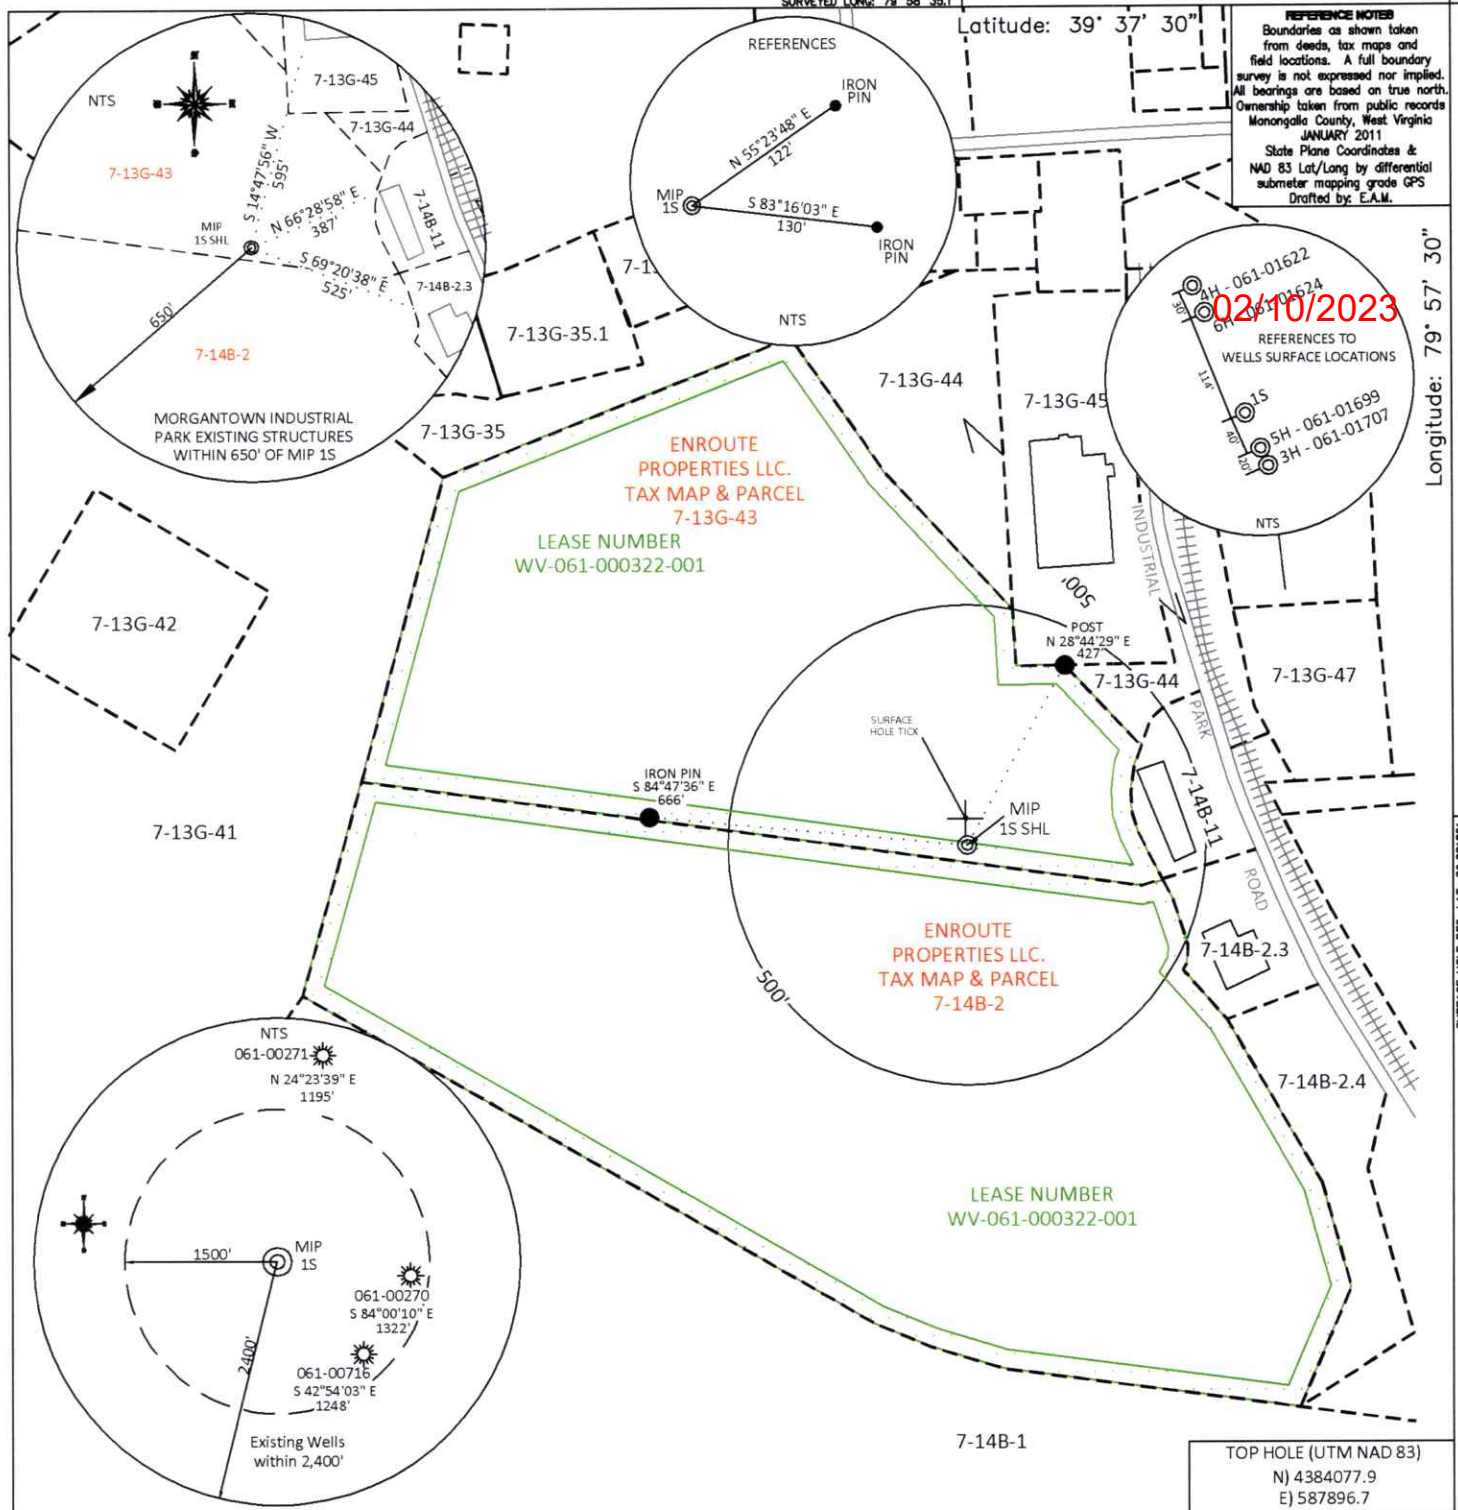 SURVEYED LONG: 79° 58' 35.1"
Latitude: 39° 37' 30"
REFERENCE NOTES
Boundaries as shown taken
from deeds, tax maps and
field locations. A full boundary
survey is not expressed nor implied.
All bearings are based on true north.
Ownership taken from public records
Monongalia County, West Virginia
JANUARY 2011
State Plane Coordinates &
NAD 83 Lat/Long by differential
submeter mapping grade GPS
Drafted by: E.A.M.
Longitude: 79° 57' 30"
NTS
7-13G-45
7-13G-44
7-13G-43
S 14°47'56" W
595'
N 66°28'58" E
387'
MIP
1S SHL
S 69°20'38" E
525'
7-14B-11
7-14B-2.3
650'
7-14B-2
MORGANTOWN INDUSTRIAL
PARK EXISTING STRUCTURES
WITHIN 650' OF MIP 1S
REFERENCES
IRON
PIN
N 55°23'48" E
122'
MIP
1S
S 83°16'03" E
130'
IRON
PIN
NTS
4H - 061-01622
6H - 061-01624
02/10/2023
30'
REFERENCES TO
WELLS SURFACE LOCATIONS
114'
1S
40'
5H - 061-01699
20'
3H - 061-01707
NTS
7-13G-35.1
7-13G-35
7-13G-44
7-13G-45
ENROUTE
PROPERTIES LLC.
TAX MAP & PARCEL
7-13G-43
LEASE NUMBER
WV-061-000322-001
7-13G-42
INDUSTRIAL
PARK
ROAD
500'
POST
N 28°44'29" E
427'
7-13G-44
7-13G-47
SURFACE
HOLE TICK
IRON PIN
S 84°47'36" E
666'
MIP
1S SHL
7-14B-11
7-13G-41
ENROUTE
PROPERTIES LLC.
TAX MAP & PARCEL
7-14B-2
500'
7-14B-2.3
7-14B-2.4
LEASE NUMBER
WV-061-000322-001
NTS
061-00271
N 24°23'39" E
1195'
1500'
MIP
1S
061-00270
S 84°00'10" E
1322'
2400'
061-00716
S 42°54'03" E
1248'
Existing Wells
within 2,400'
7-14B-1
TOP HOLE (UTM NAD 83)
N) 4384077.9
E) 587896.7